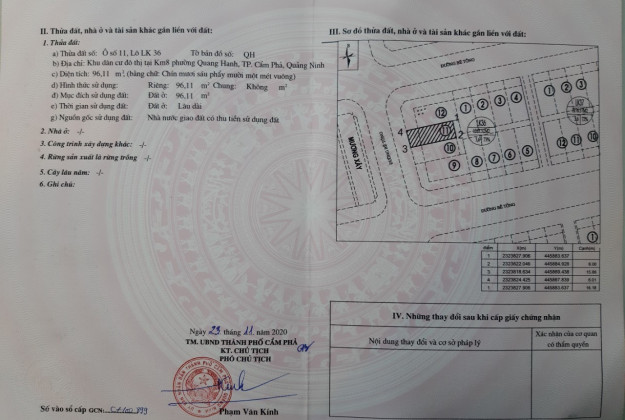 II. Thửa đất, nhà ở và tài sản khác gắn liền với đất:
1. Thửa đất:
a) Thửa đất số: Ô số 11, Lô LK 36 Tờ bản đồ số: QH
b) Địa chỉ: Khu dân cư đô thị tại Km8 phường Quang Hanh, TP. Cẩm Phả, Quảng Ninh
c) Diện tích: 96,11 m², (bằng chữ: Chín mươi sáu phẩy mười một mét vuông)
d) Hình thức sử dụng: Riêng: 96,11 m² Chung: Không m²
đ) Mục đích sử dụng đất: Đất ở: 96,11 m²
e) Thời gian sử dụng đất: Đất ở: Lâu dài
g) Nguồn gốc sử dụng đất: Nhà nước giao đất có thu tiền sử dụng đất
2. Nhà ở: -/-
3. Công trình xây dựng khác: -/-
4. Rừng sản xuất là rừng trồng: -/-
5. Cây lâu năm: -/-
6. Ghi chú:
Ngày 23 tháng 11 năm 2020
TM. UBND THÀNH PHỐ CẨM PHẢ
KT. CHỦ TỊCH
PHÓ CHỦ TỊCH
Phạm Văn Kính
Số vào sổ cấp GCN:
III. Sơ đồ thửa đất, nhà ở và tài sản khác gắn liền với đất:
ĐƯỜNG BÊ TÔNG
MƯƠNG XÂY
ĐƯỜNG BÊ TÔNG
IV. Những thay đổi sau khi cấp giấy chứng nhận
Nội dung thay đổi và cơ sở pháp lý
Xác nhận của cơ quan
có thẩm quyền